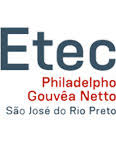 Etec
Philadelpho
Gouvêa Netto
São José do Rio Preto